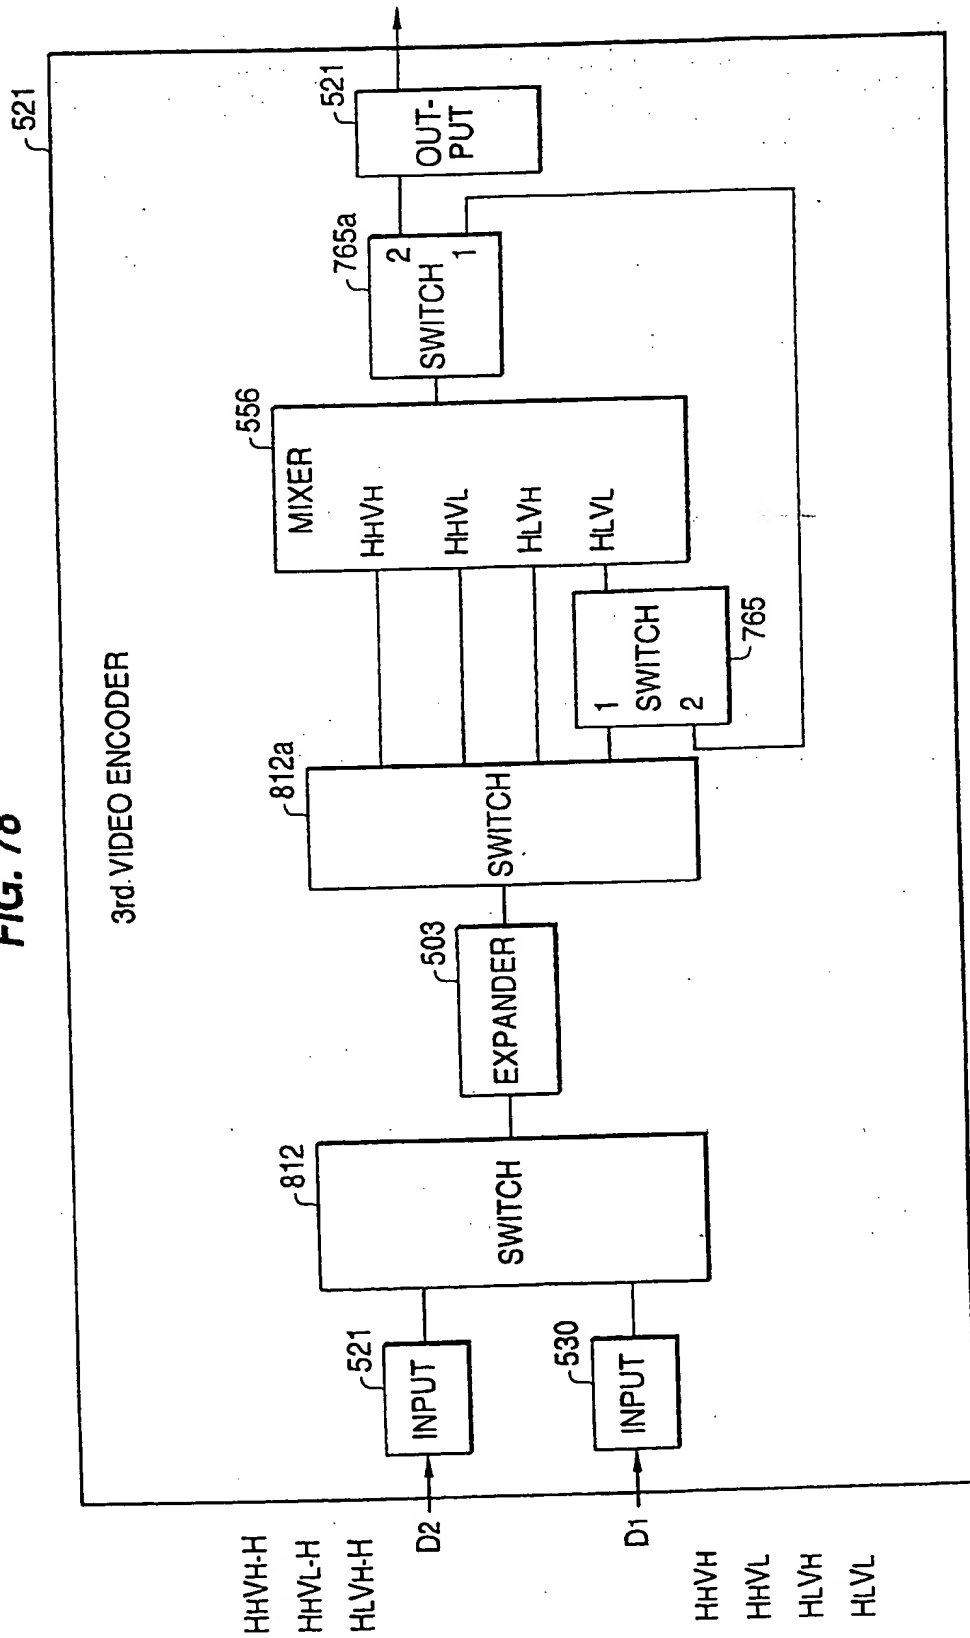 FIG. 78
3rd. VIDEO ENCODER
521
HHVH-H
HHVL-H
HLVH-H
D2
521
INPUT
D1
530
INPUT
HHVH
HHVL
HLVH
HLVL
812
SWITCH
503
EXPANDER
812a
SWITCH
1
SWITCH
2
765
556
MIXER
HHVH
HHVL
HLVH
HLVL
765a
SWITCH
2
1
521
OUT-
PUT